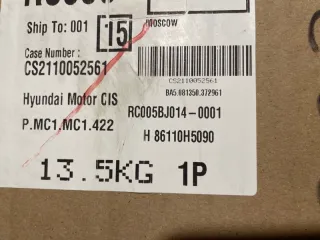 Ship To: 001
15
Moscow
Case Number :
CS2110052561
CS2110052561
BA5.081350.372961
Hyundai Motor CIS
RC005BJ014-0001
P.MC1.MC1.422
H 86110H5090
13.5KG 1P